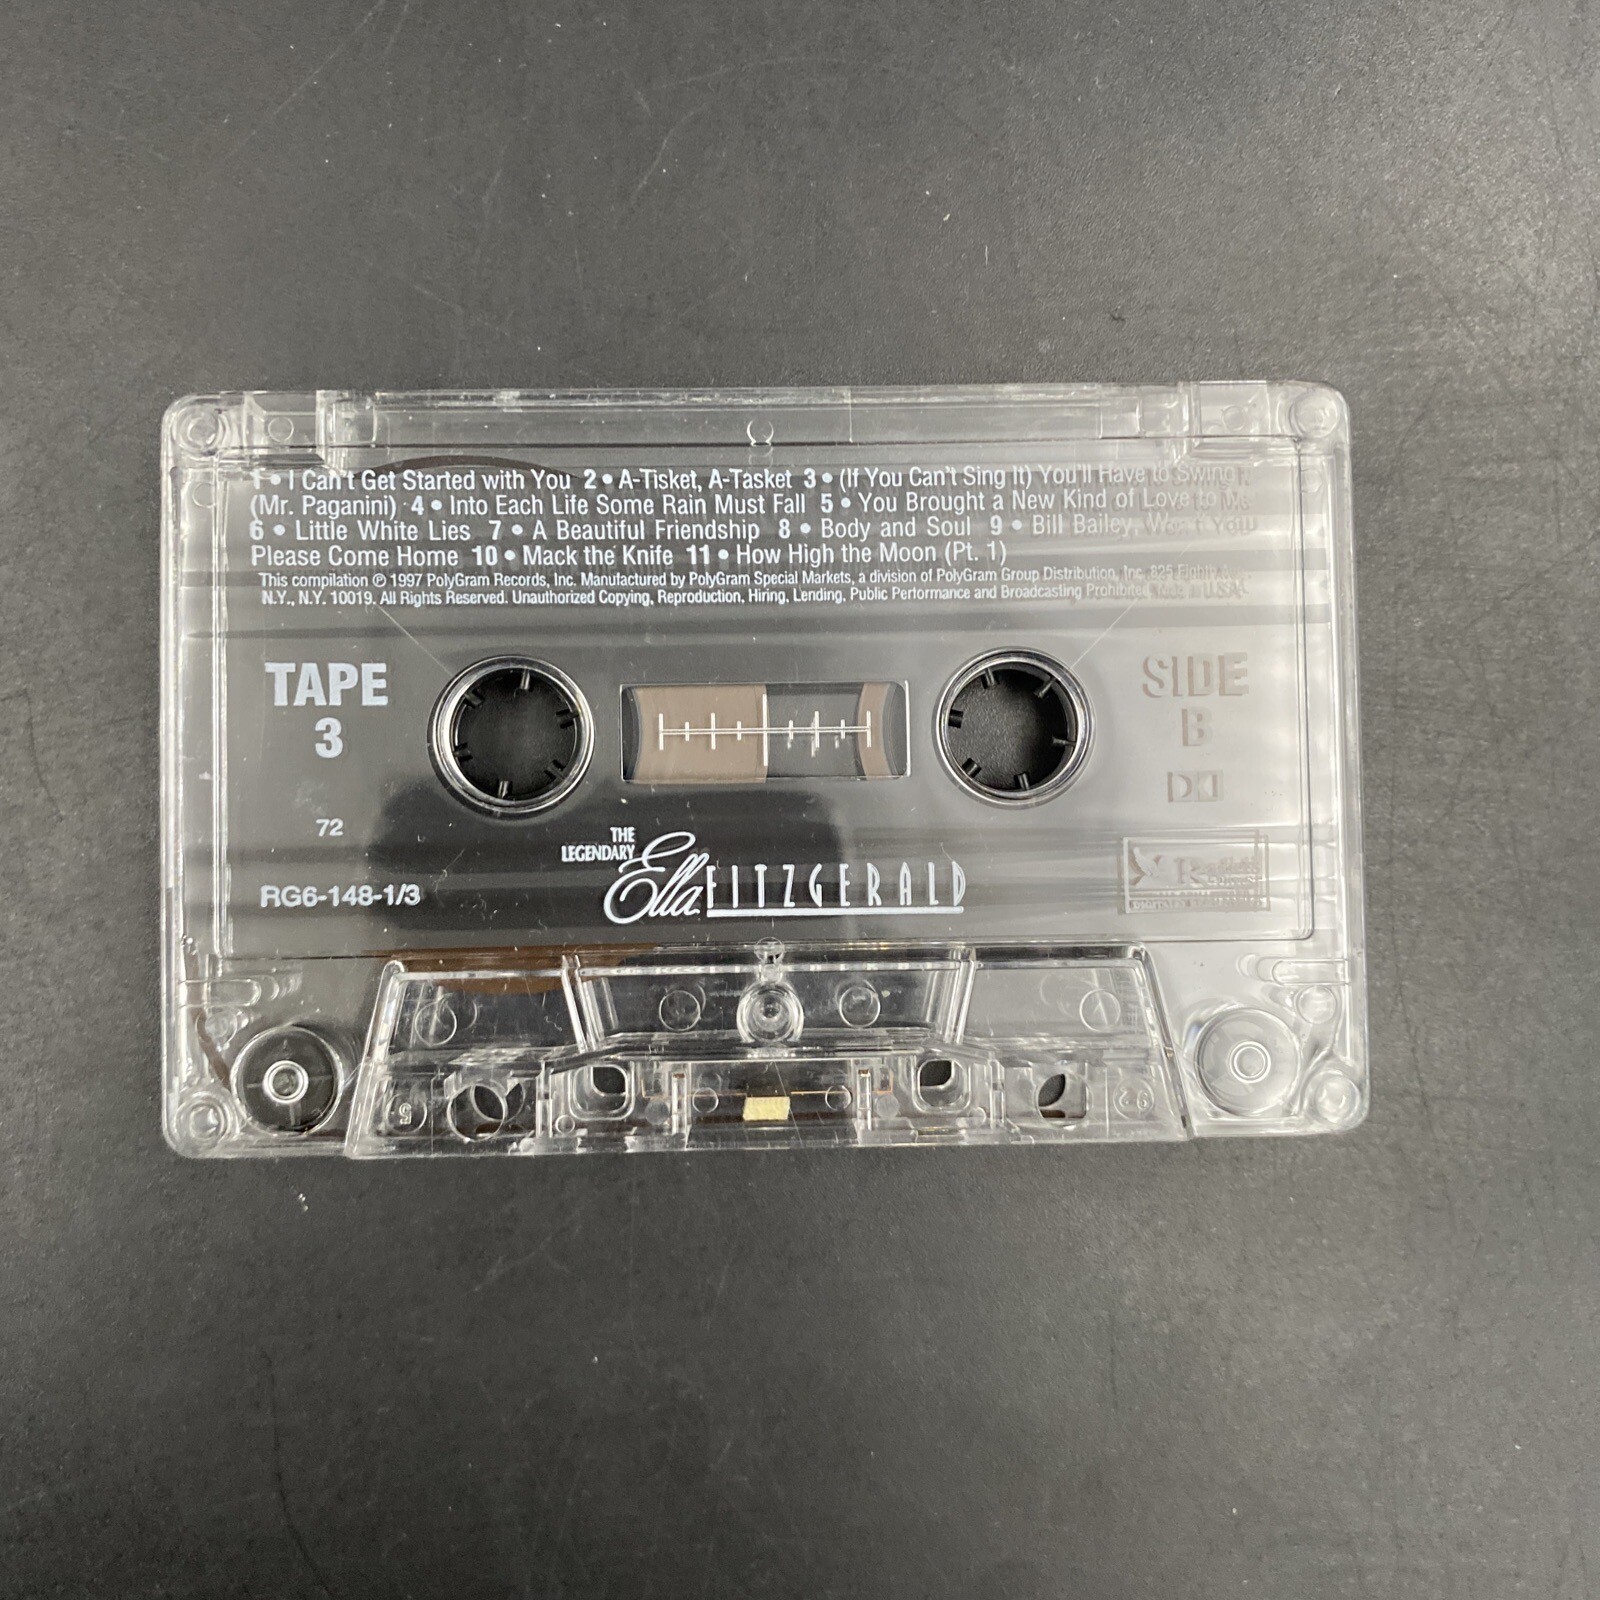 1 • I Can't Get Started with You 2 • A-Tisket, A-Tasket 3 • (If You Can't Sing It) You'll Have to Swing It
(Mr. Paganini) 4 • Into Each Life Some Rain Must Fall 5 • You Brought a New Kind of Love to Me
6 • Little White Lies 7 • A Beautiful Friendship 8 • Body and Soul 9 • Bill Bailey, Won't You
Please Come Home 10 • Mack the Knife 11 • How High the Moon (Pt. 1)
This compilation ℗ 1997 PolyGram Records, Inc. Manufactured by PolyGram Special Markets, a division of PolyGram Group Distribution, Inc. 825 Eighth
N.Y., N.Y. 10019. All Rights Reserved. Unauthorized Copying, Reproduction, Hiring, Lending, Public Performance and Broadcasting Prohibited. Made in U.S.A.
TAPE
3
SIDE
B
72
THE
LEGENDARY
Ella FITZGERALD
RG6-148-1/3